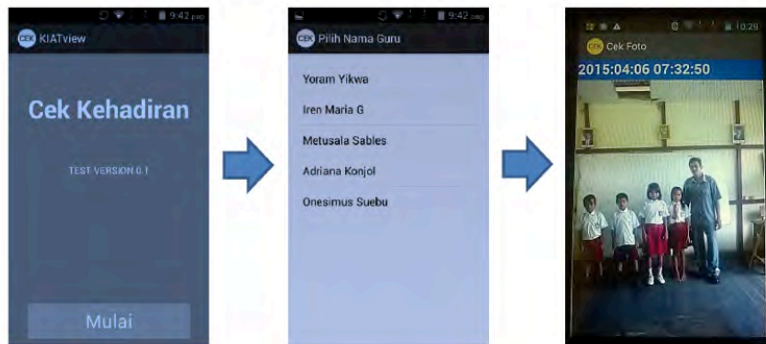 9:42 PAP
CEK KIATview
Cek Kehadiran
TEST VERSION 0.1
Mulai
9:42 PAP
CEK Pilih Nama Guru
Yoram Yikwa
Iren Maria G
Metusala Sables
Adriana Konjol
Onesimus Suebu
10:29
CEK Cek Foto
2015:04:06 07:32:50